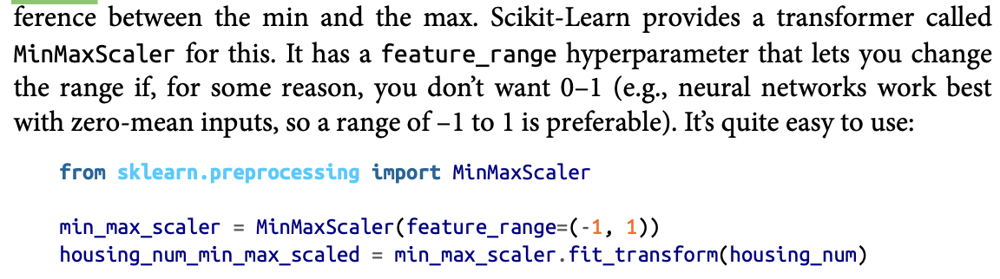 ference between the min and the max. Scikit-Learn provides a transformer called
MinMaxScaler for this. It has a feature_range hyperparameter that lets you change
the range if, for some reason, you don’t want 0–1 (e.g., neural networks work best
with zero-mean inputs, so a range of –1 to 1 is preferable). It’s quite easy to use:
from sklearn.preprocessing import MinMaxScaler
min_max_scaler = MinMaxScaler(feature_range=(-1, 1))
housing_num_min_max_scaled = min_max_scaler.fit_transform(housing_num)